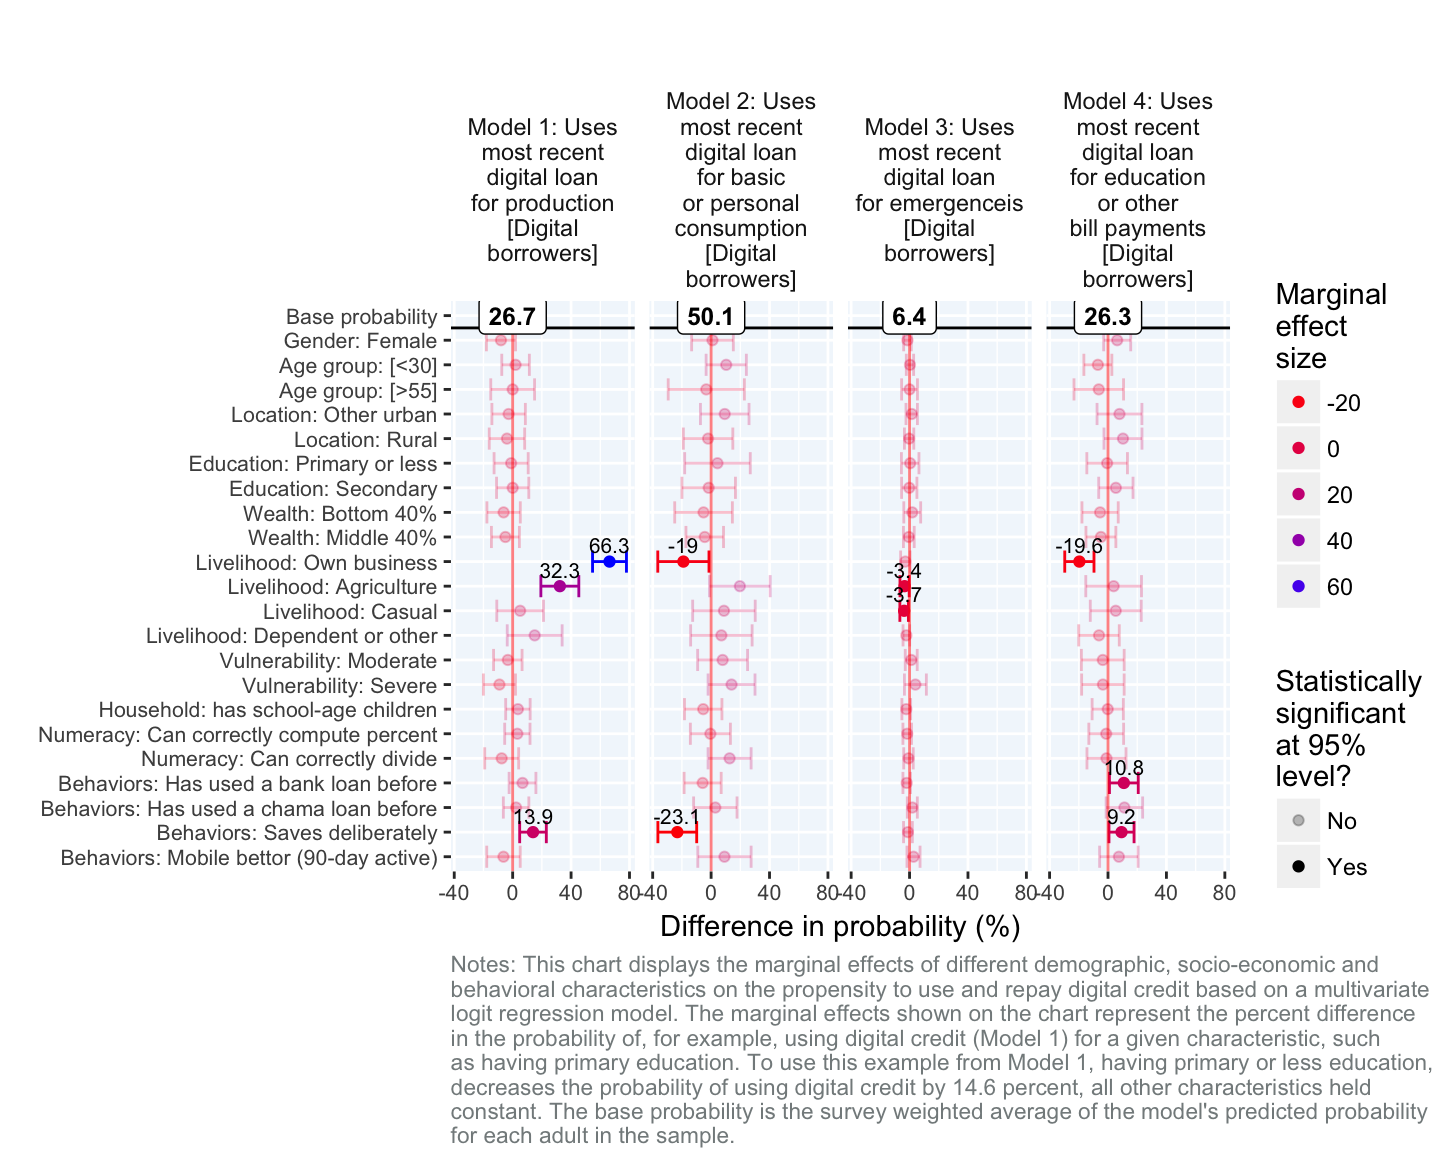 Model 1: Uses
most recent
digital loan
for production
[Digital
borrowers]
Model 2: Uses
most recent
digital loan
for basic
or personal
consumption
[Digital
borrowers]
Model 3: Uses
most recent
digital loan
for emergenceis
[Digital
borrowers]
Model 4: Uses
most recent
digital loan
for education
or other
bill payments
[Digital
borrowers]
Base probability 26.7 50.1 6.4 26.3
Gender: Female
Age group: [<30]
Age group: [>55]
Location: Other urban
Location: Rural
Education: Primary or less
Education: Secondary
Wealth: Bottom 40%
Wealth: Middle 40%
Livelihood: Own business 66.3 -19 -19.6
Livelihood: Agriculture 32.3 -3.4
Livelihood: Casual -3.7
Livelihood: Dependent or other
Vulnerability: Moderate
Vulnerability: Severe
Household: has school-age children
Numeracy: Can correctly compute percent
Numeracy: Can correctly divide
Behaviors: Has used a bank loan before 10.8
Behaviors: Has used a chama loan before
Behaviors: Saves deliberately 13.9 -23.1 9.2
Behaviors: Mobile bettor (90-day active)
-40 0 40 80 -40 0 40 80 -40 0 40 80 -40 0 40 80
Difference in probability (%)
Marginal
effect
size
-20
0
20
40
60
Statistically
significant
at 95%
level?
No
Yes
Notes: This chart displays the marginal effects of different demographic, socio-economic and
behavioral characteristics on the propensity to use and repay digital credit based on a multivariate
logit regression model. The marginal effects shown on the chart represent the percent difference
in the probability of, for example, using digital credit (Model 1) for a given characteristic, such
as having primary education. To use this example from Model 1, having primary or less education,
decreases the probability of using digital credit by 14.6 percent, all other characteristics held
constant. The base probability is the survey weighted average of the model's predicted probability
for each adult in the sample.